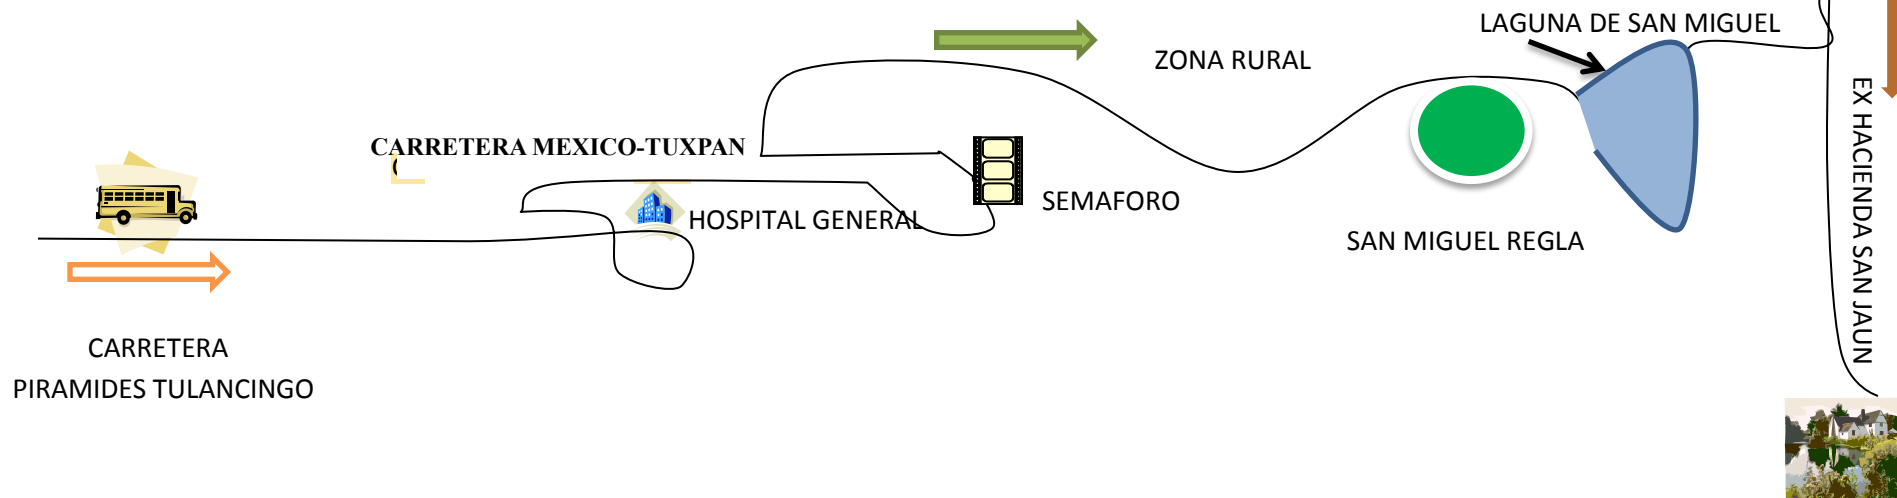 LAGUNA DE SAN MIGUEL
ZONA RURAL
CARRETERA MEXICO-TUXPAN
HOSPITAL GENERAL
SEMAFORO
SAN MIGUEL REGLA
EX HACIENDA SAN JAUN
CARRETERA
PIRAMIDES TULANCINGO